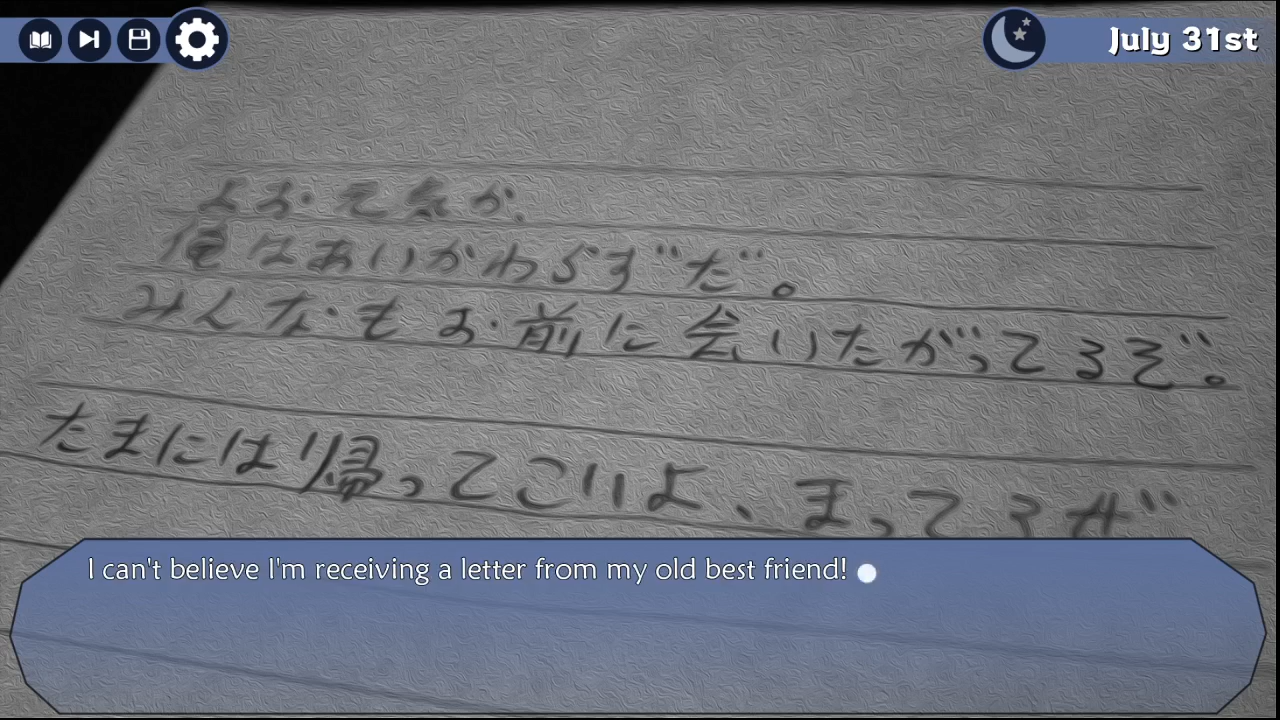 July 31st
よお元気か。
俺はあいかわらずだ。
みんなもお前に会いたがってるぞ。
たまには帰ってこいよ、まってるぜ
I can't believe I'm receiving a letter from my old best friend!